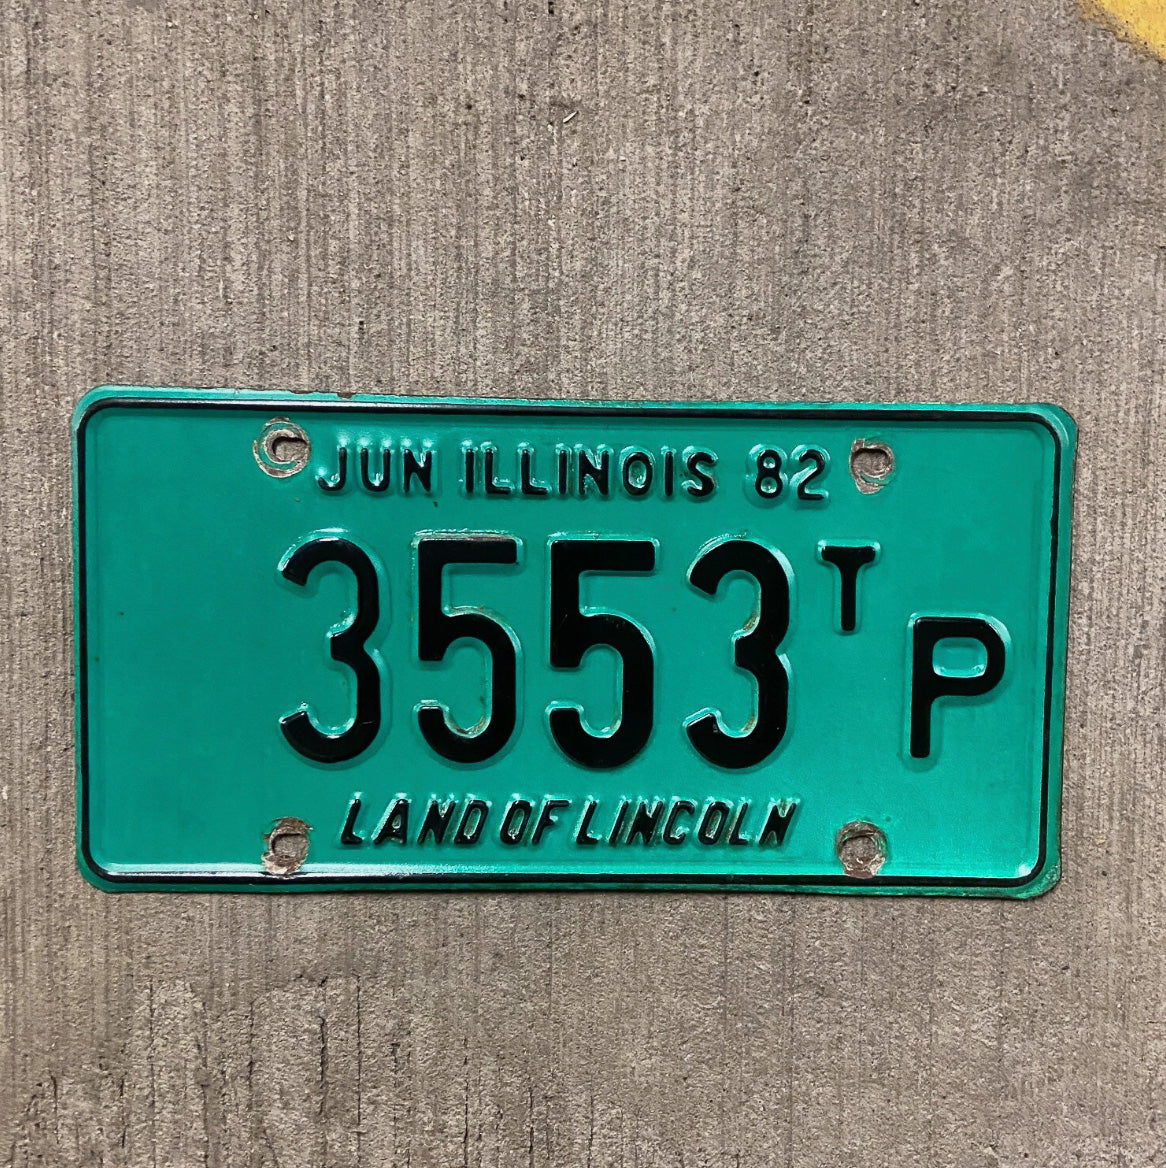 JUN ILLINOIS 82
3553 T P
LAND OF LINCOLN